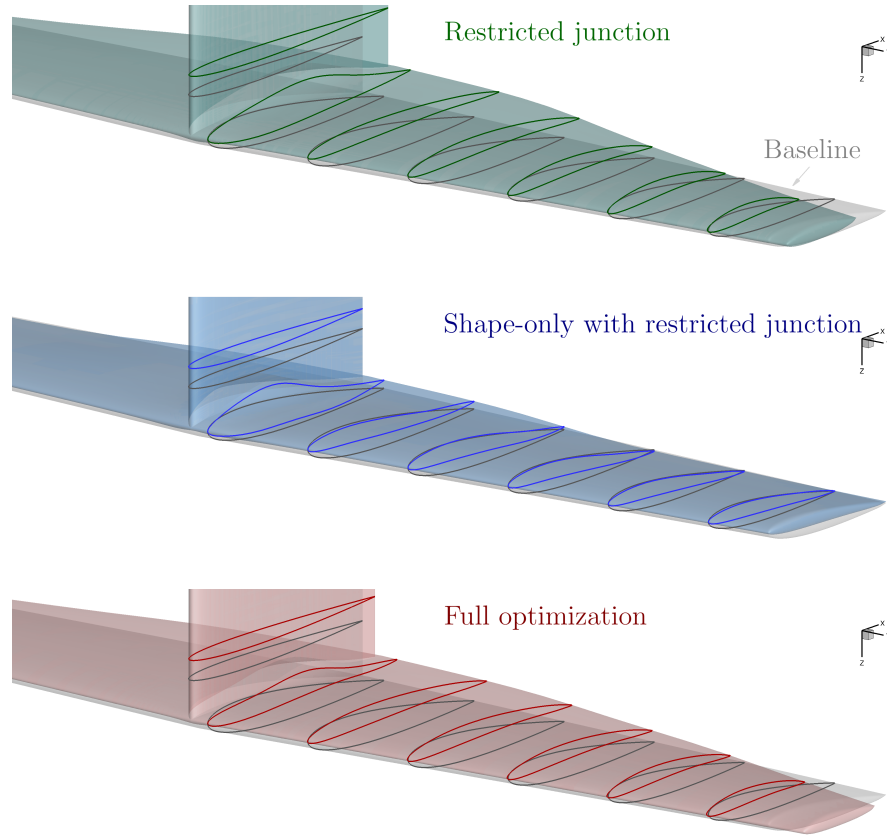 Restricted junction
x
z
Baseline
Shape-only with restricted junction
x
z
Full optimization
x
z